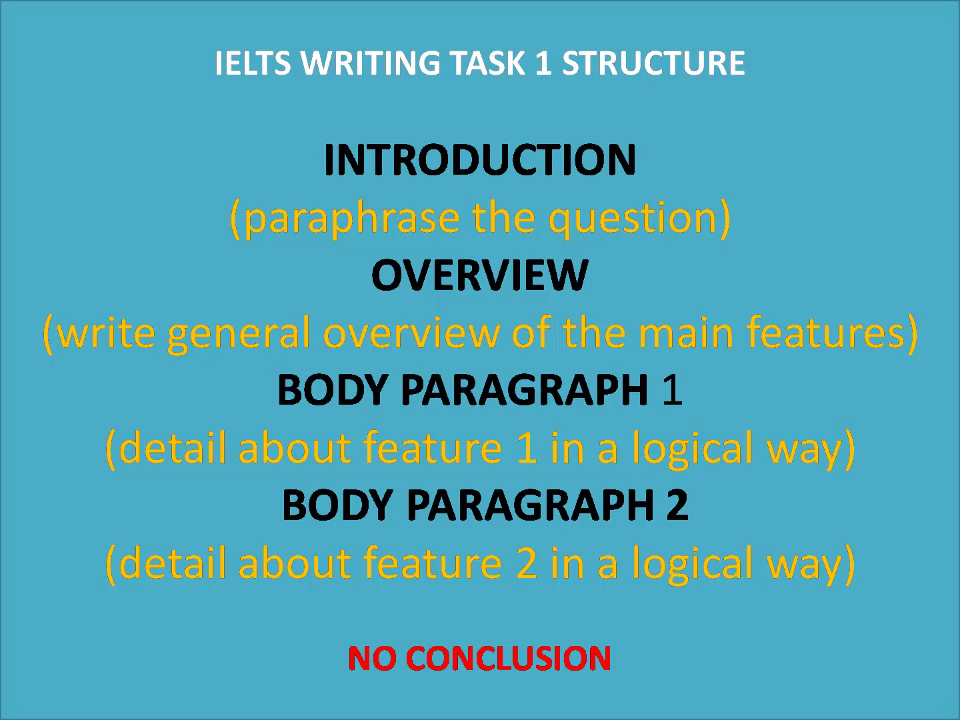 IELTS WRITING TASK 1 STRUCTURE
INTRODUCTION
(paraphrase the question)
OVERVIEW
(write general overview of the main features)
BODY PARAGRAPH 1
(detail about feature 1 in a logical way)
BODY PARAGRAPH 2
(detail about feature 2 in a logical way)
NO CONCLUSION